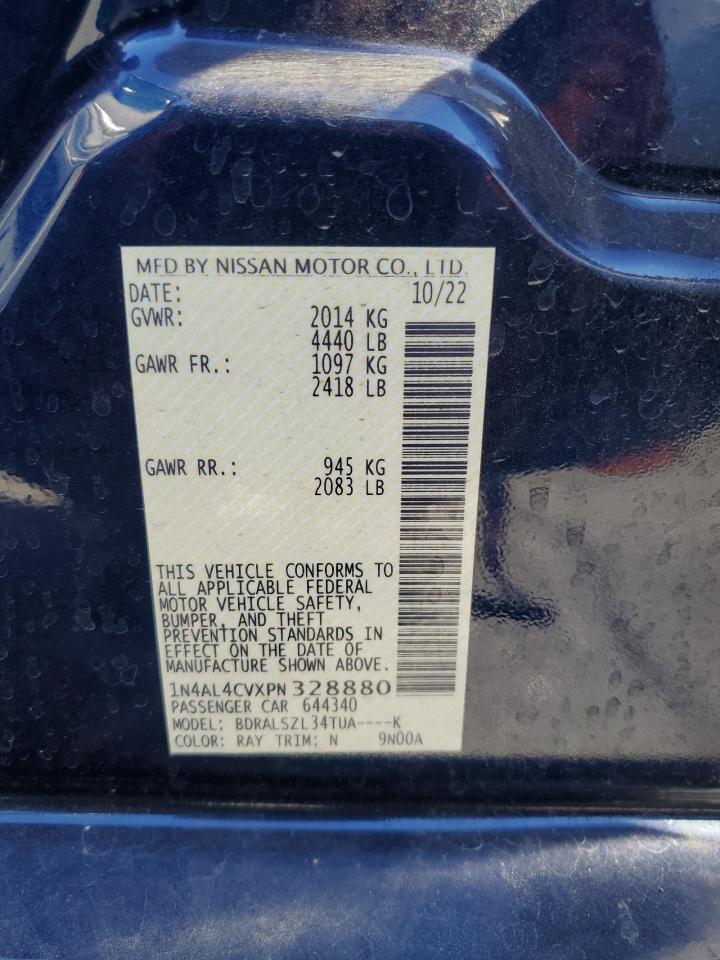 MFD BY NISSAN MOTOR CO., LTD.
DATE: 10/22
GVWR: 2014 KG
4440 LB
GAWR FR.: 1097 KG
2418 LB
GAWR RR.: 945 KG
2083 LB
THIS VEHICLE CONFORMS TO
ALL APPLICABLE FEDERAL
MOTOR VEHICLE SAFETY,
BUMPER, AND THEFT
PREVENTION STANDARDS IN
EFFECT ON THE DATE OF
MANUFACTURE SHOWN ABOVE.
1N4AL4CVXPN328880
PASSENGER CAR 644340
MODEL: BDRALSZL34TUA----K
COLOR: RAY TRIM: N 9N00A